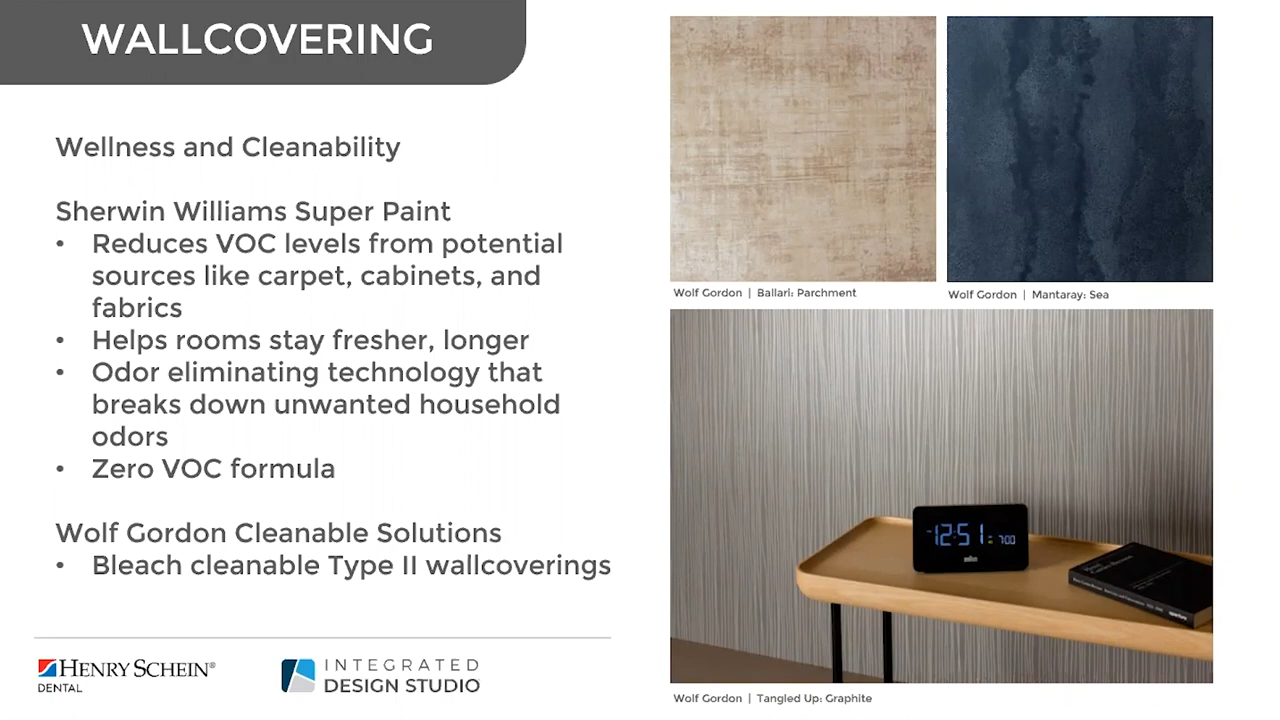 WALLCOVERING
Wellness and Cleanability
Sherwin Williams Super Paint
• Reduces VOC levels from potential
sources like carpet, cabinets, and
fabrics
• Helps rooms stay fresher, longer
• Odor eliminating technology that
breaks down unwanted household
odors
• Zero VOC formula
Wolf Gordon Cleanable Solutions
• Bleach cleanable Type II wallcoverings
HENRY SCHEIN®
DENTAL
INTEGRATED
DESIGN STUDIO
Wolf Gordon | Ballari: Parchment
Wolf Gordon | Mantaray: Sea
12:51
7:00
BRAUN
aperture
Wolf Gordon | Tangled Up: Graphite